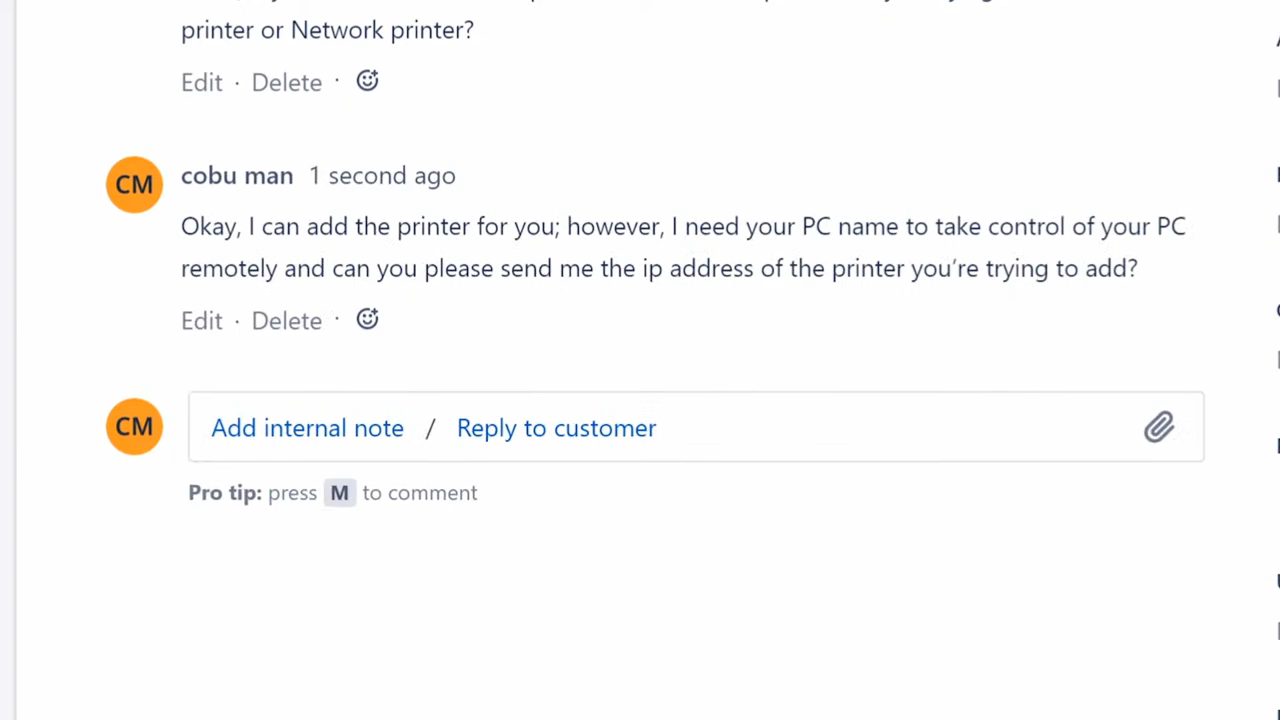 printer or Network printer?
Edit · Delete ·
CM cobu man 1 second ago
Okay, I can add the printer for you; however, I need your PC name to take control of your PC
remotely and can you please send me the ip address of the printer you're trying to add?
Edit · Delete ·
CM Add internal note / Reply to customer
Pro tip: press M to comment